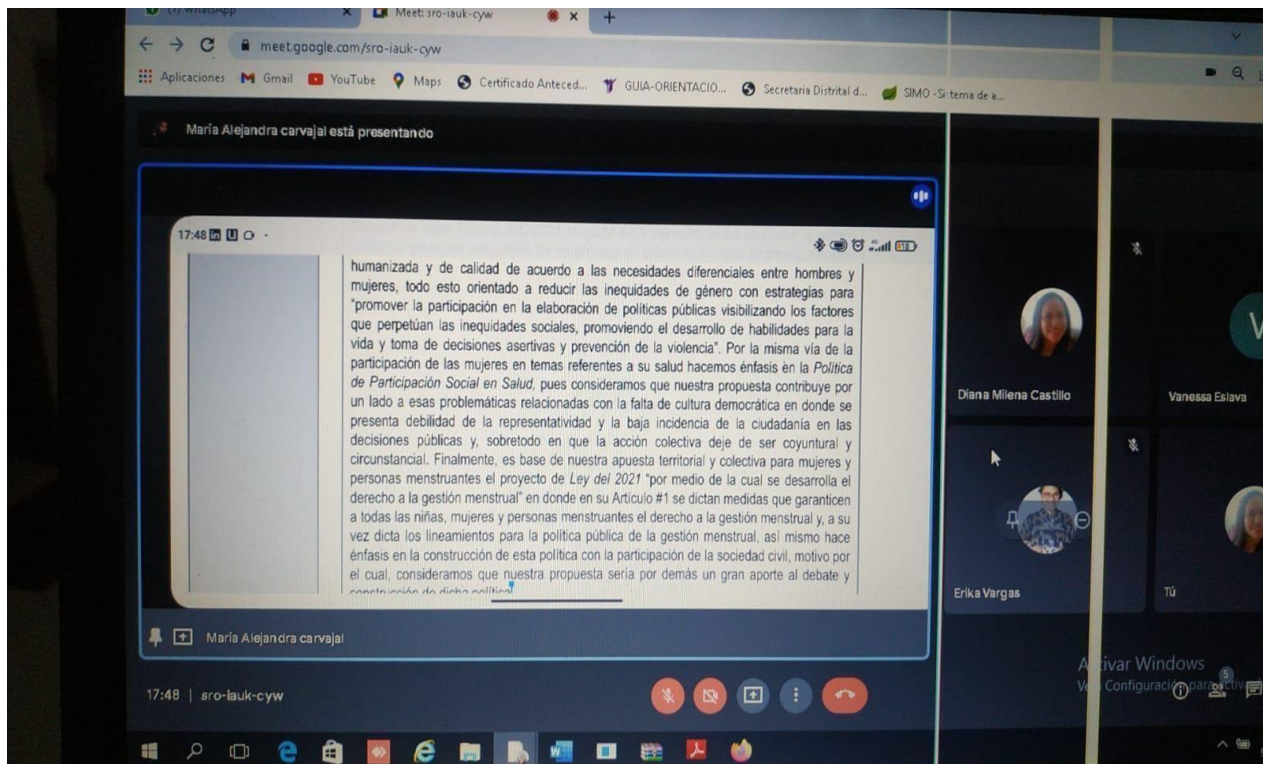 (1) WhatsApp
Meet: sro-iauk-cyw
meet.google.com/sro-iauk-cyw
Aplicaciones Gmail YouTube Maps Certificado Anteced... GUIA-ORIENTACIO... Secretaria Distrital d... SIMO -Sistema de a...
María Alejandra carvajal está presentando
17:48
humanizada y de calidad de acuerdo a las necesidades diferenciales entre hombres y
mujeres, todo esto orientado a reducir las inequidades de género con estrategias para
"promover la participación en la elaboración de políticas públicas visibilizando los factores
que perpetúan las inequidades sociales, promoviendo el desarrollo de habilidades para la
vida y toma de decisiones asertivas y prevención de la violencia". Por la misma vía de la
participación de las mujeres en temas referentes a su salud hacemos énfasis èn la Política
de Participación Social en Salud, pues consideramos que nuestra propuesta contribuye por
un lado a esas problemáticas relacionadas con la falta de cultura democrática en donde se
presenta debilidad de la representatividad y la baja incidencia de la ciudadanía en las
decisiones públicas y, sobretodo en que la acción colectiva deje de ser coyuntural y
circunstancial. Finalmente, es base de nuestra apuesta territorial y colectiva para mujeres y
personas menstruantes el proyecto de Ley del 2021 "por medio de la cual se desarrolla el
derecho a la gestión menstrual" en donde en su Artículo #1 se dictan medidas que garanticen
a todas las niñas, mujeres y personas menstruantes el derecho a la gestión menstrual y, a su
vez dicta los lineamientos para la política pública de la gestión menstrual, así mismo hace
énfasis en la construcción de esta política con la participación de la sociedad civil, motivo por
el cual, consideramos que nuestra propuesta sería por demás un gran aporte al debate y
construcción de dicha política
Diana Milena Castillo
V
Vanessa Eslava
Erika Vargas
Tú
María Alejandra carvajal
Activar Windows
Configuración para
5
17:48 | sro-iauk-cyw